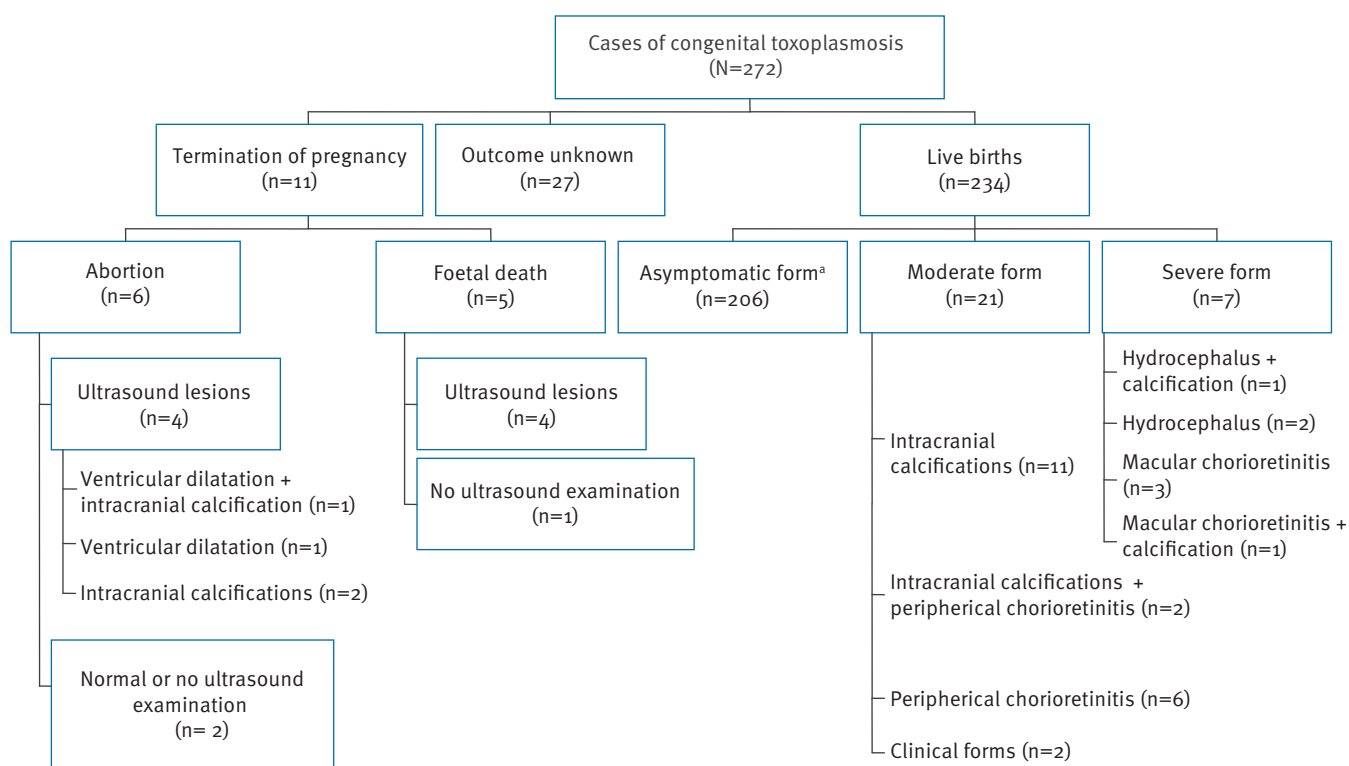 Cases of congenital toxoplasmosis
(N=272)
Termination of pregnancy
(n=11)
Outcome unknown
(n=27)
Live births
(n=234)
Abortion
(n=6)
Foetal death
(n=5)
Asymptomatic formᵃ
(n=206)
Moderate form
(n=21)
Severe form
(n=7)
Ultrasound lesions
(n=4)
Ventricular dilatation +
intracranial calcification (n=1)
Ventricular dilatation (n=1)
Intracranial calcifications (n=2)
Normal or no ultrasound
examination
(n= 2)
Ultrasound lesions
(n=4)
No ultrasound examination
(n=1)
Intracranial
calcifications (n=11)
Intracranial calcifications +
peripherical chorioretinitis (n=2)
Peripherical chorioretinitis (n=6)
Clinical forms (n=2)
Hydrocephalus +
calcification (n=1)
Hydrocephalus (n=2)
Macular chorioretinitis
(n=3)
Macular chorioretinitis +
calcification (n=1)